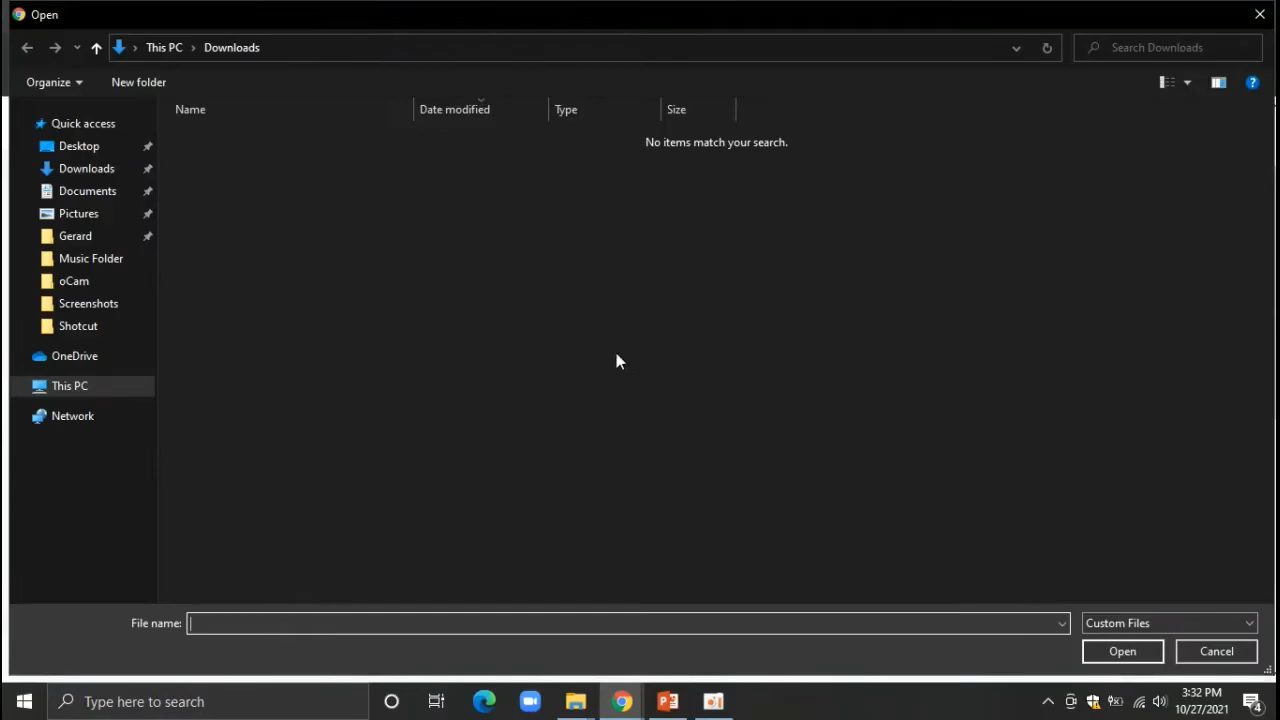 Open
This PC
Downloads
Search Downloads
Organize
New folder
Name
Date modified
Type
Size
No items match your search.
Quick access
Desktop
Downloads
Documents
Pictures
Gerard
Music Folder
oCam
Screenshots
Shotcut
OneDrive
This PC
Network
File name:
Custom Files
Open
Cancel
Type here to search
3:32 PM
10/27/2021
4